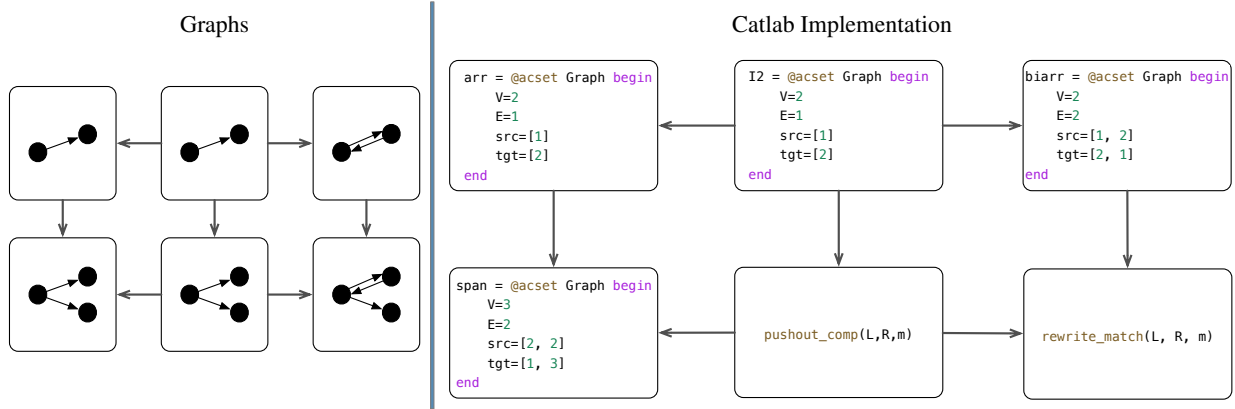 Graphs
Catlab Implementation
arr = @acset Graph begin
V=2
E=1
src=[1]
tgt=[2]
end
I2 = @acset Graph begin
V=2
E=1
src=[1]
tgt=[2]
end
biarr = @acset Graph begin
V=2
E=2
src=[1, 2]
tgt=[2, 1]
end
span = @acset Graph begin
V=3
E=2
src=[2, 2]
tgt=[1, 3]
end
pushout_comp(L,R,m)
rewrite_match(L, R, m)